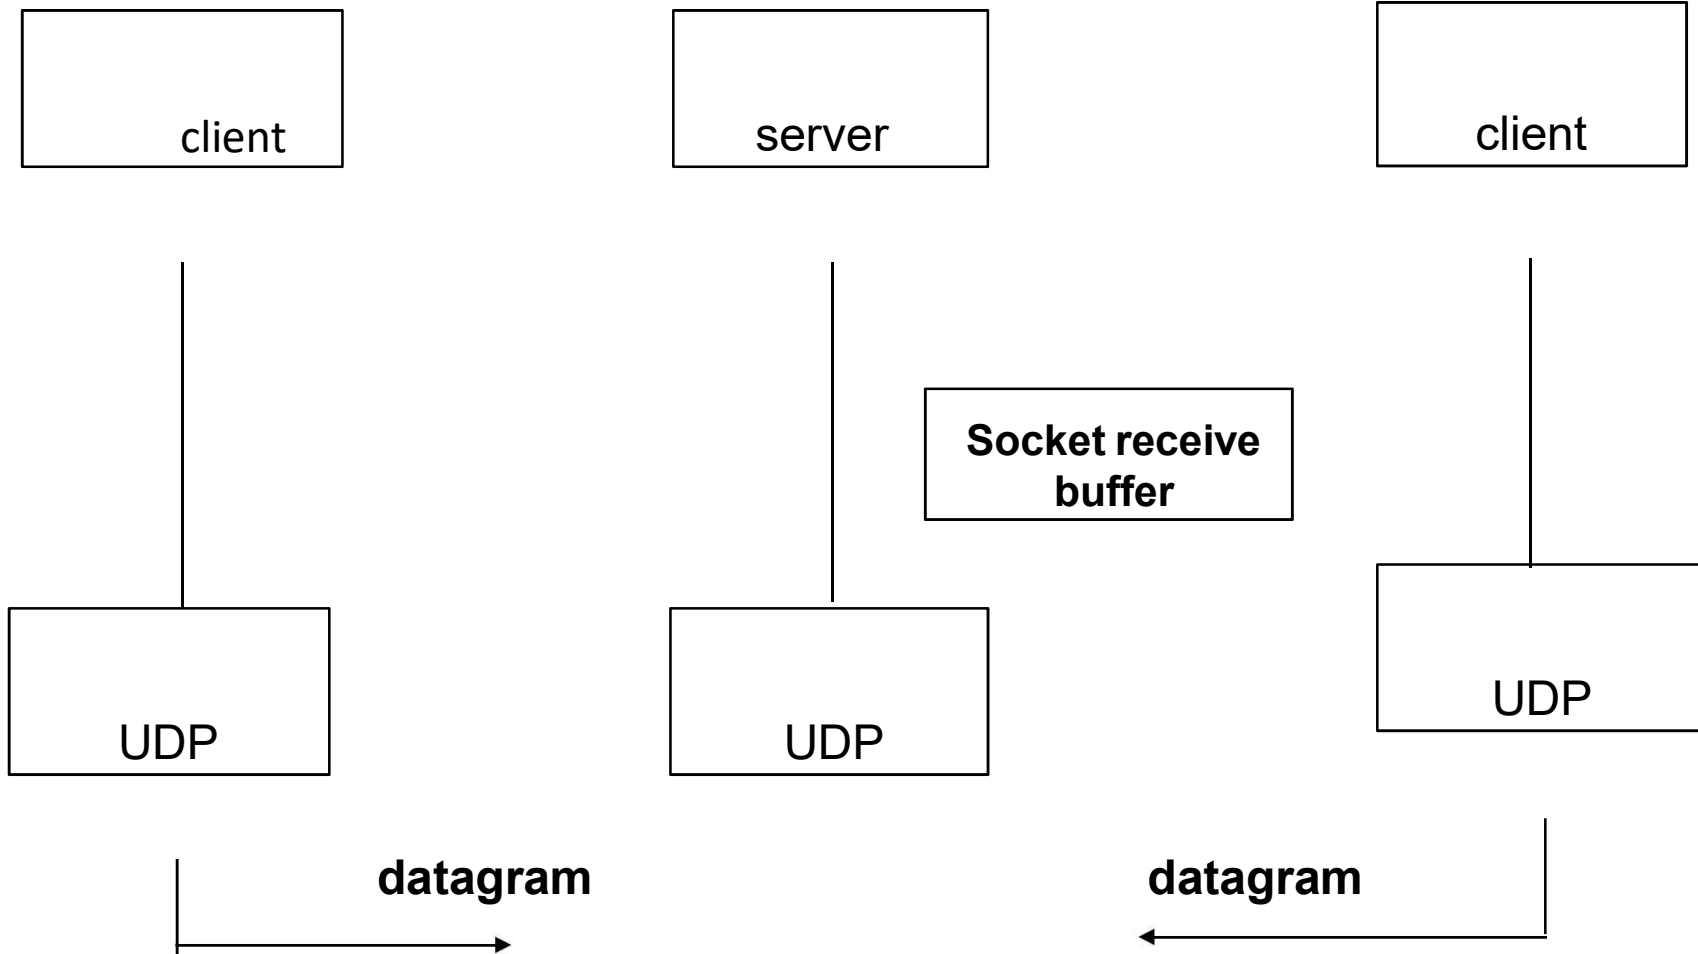 client
server
client
Socket receive
buffer
UDP
UDP
UDP
datagram
datagram